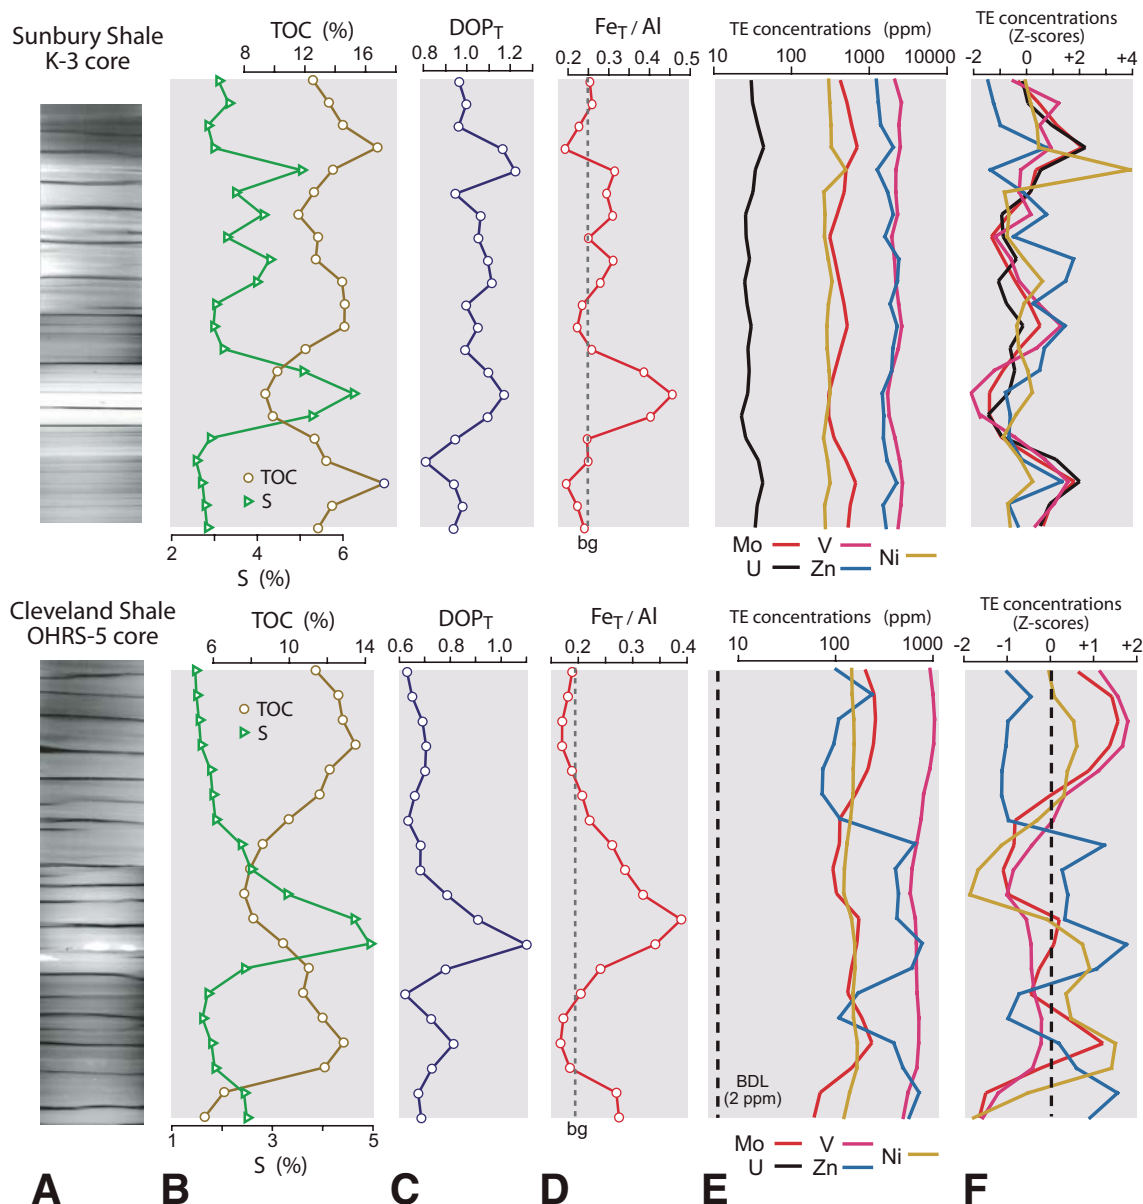 Sunbury Shale
K-3 core
TOC (%)
8 12 16
DOPT
0.8 1.0 1.2
FeT / Al
0.2 0.3 0.4 0.5
TE concentrations (ppm)
10 100 1000 10000
TE concentrations
(Z-scores)
-2 0 +2 +4
TOC
S
2 4 6
S (%)
bg
Mo V Ni
U Zn
Cleveland Shale
OHRS-5 core
TOC (%)
6 10 14
DOPT
0.6 0.8 1.0
FeT / Al
0.2 0.3 0.4
TE concentrations (ppm)
10 100 1000
TE concentrations
(Z-scores)
-2 -1 0 +1 +2
TOC
S
BDL
(2 ppm)
1 3 5
S (%)
bg
Mo V Ni
U Zn
A B C D E F